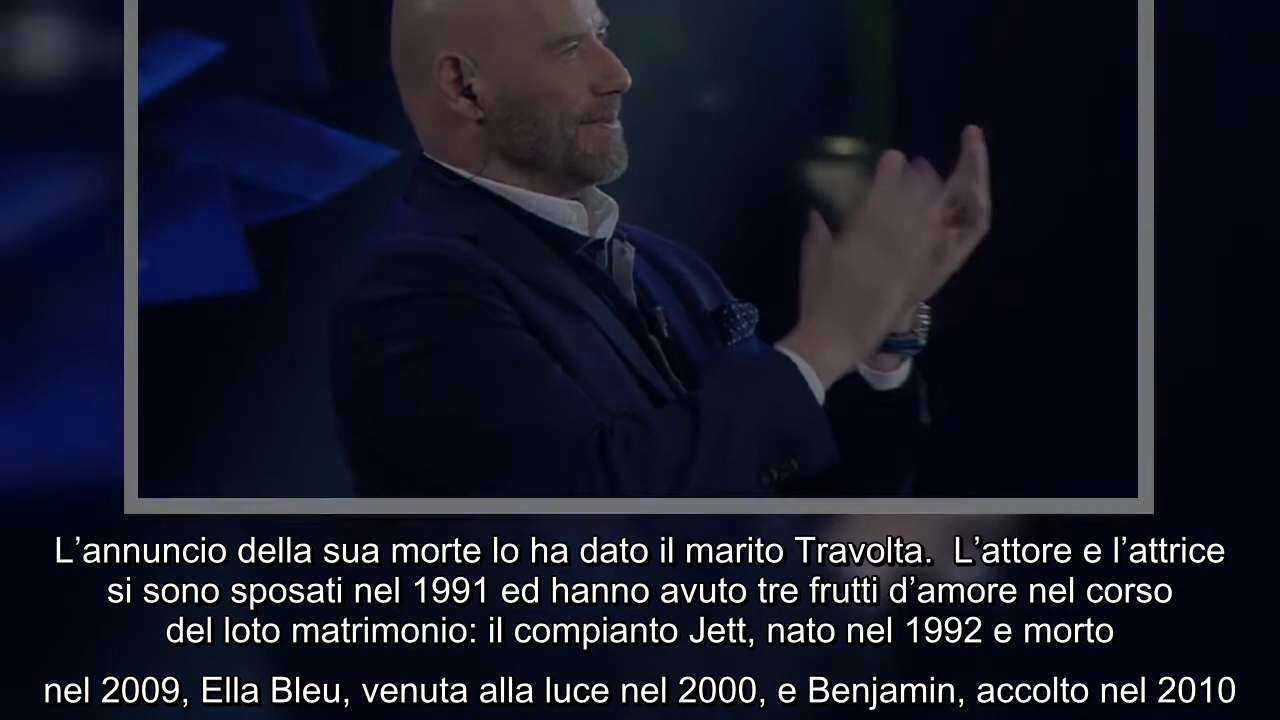 L’annuncio della sua morte lo ha dato il marito Travolta.  L’attore e l’attrice
si sono sposati nel 1991 ed hanno avuto tre frutti d’amore nel corso
del loto matrimonio: il compianto Jett, nato nel 1992 e morto
nel 2009, Ella Bleu, venuta alla luce nel 2000, e Benjamin, accolto nel 2010